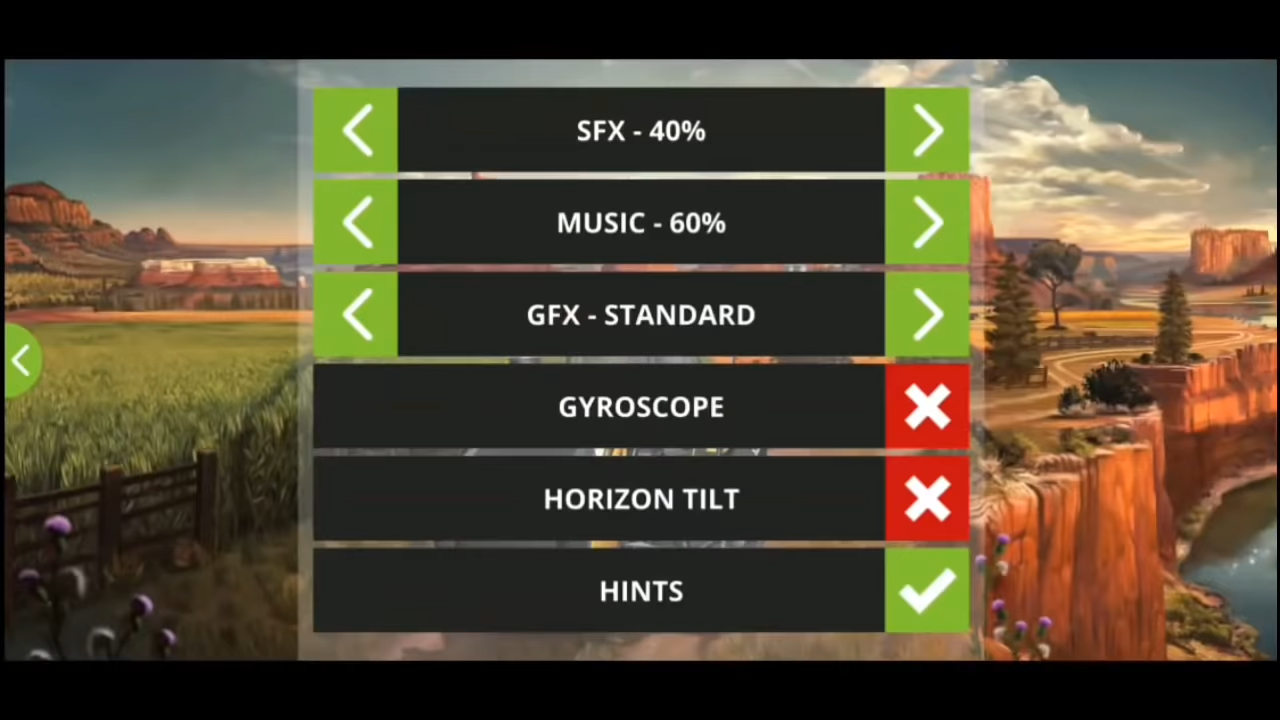 SFX - 40%
MUSIC - 60%
GFX - STANDARD
GYROSCOPE
HORIZON TILT
HINTS